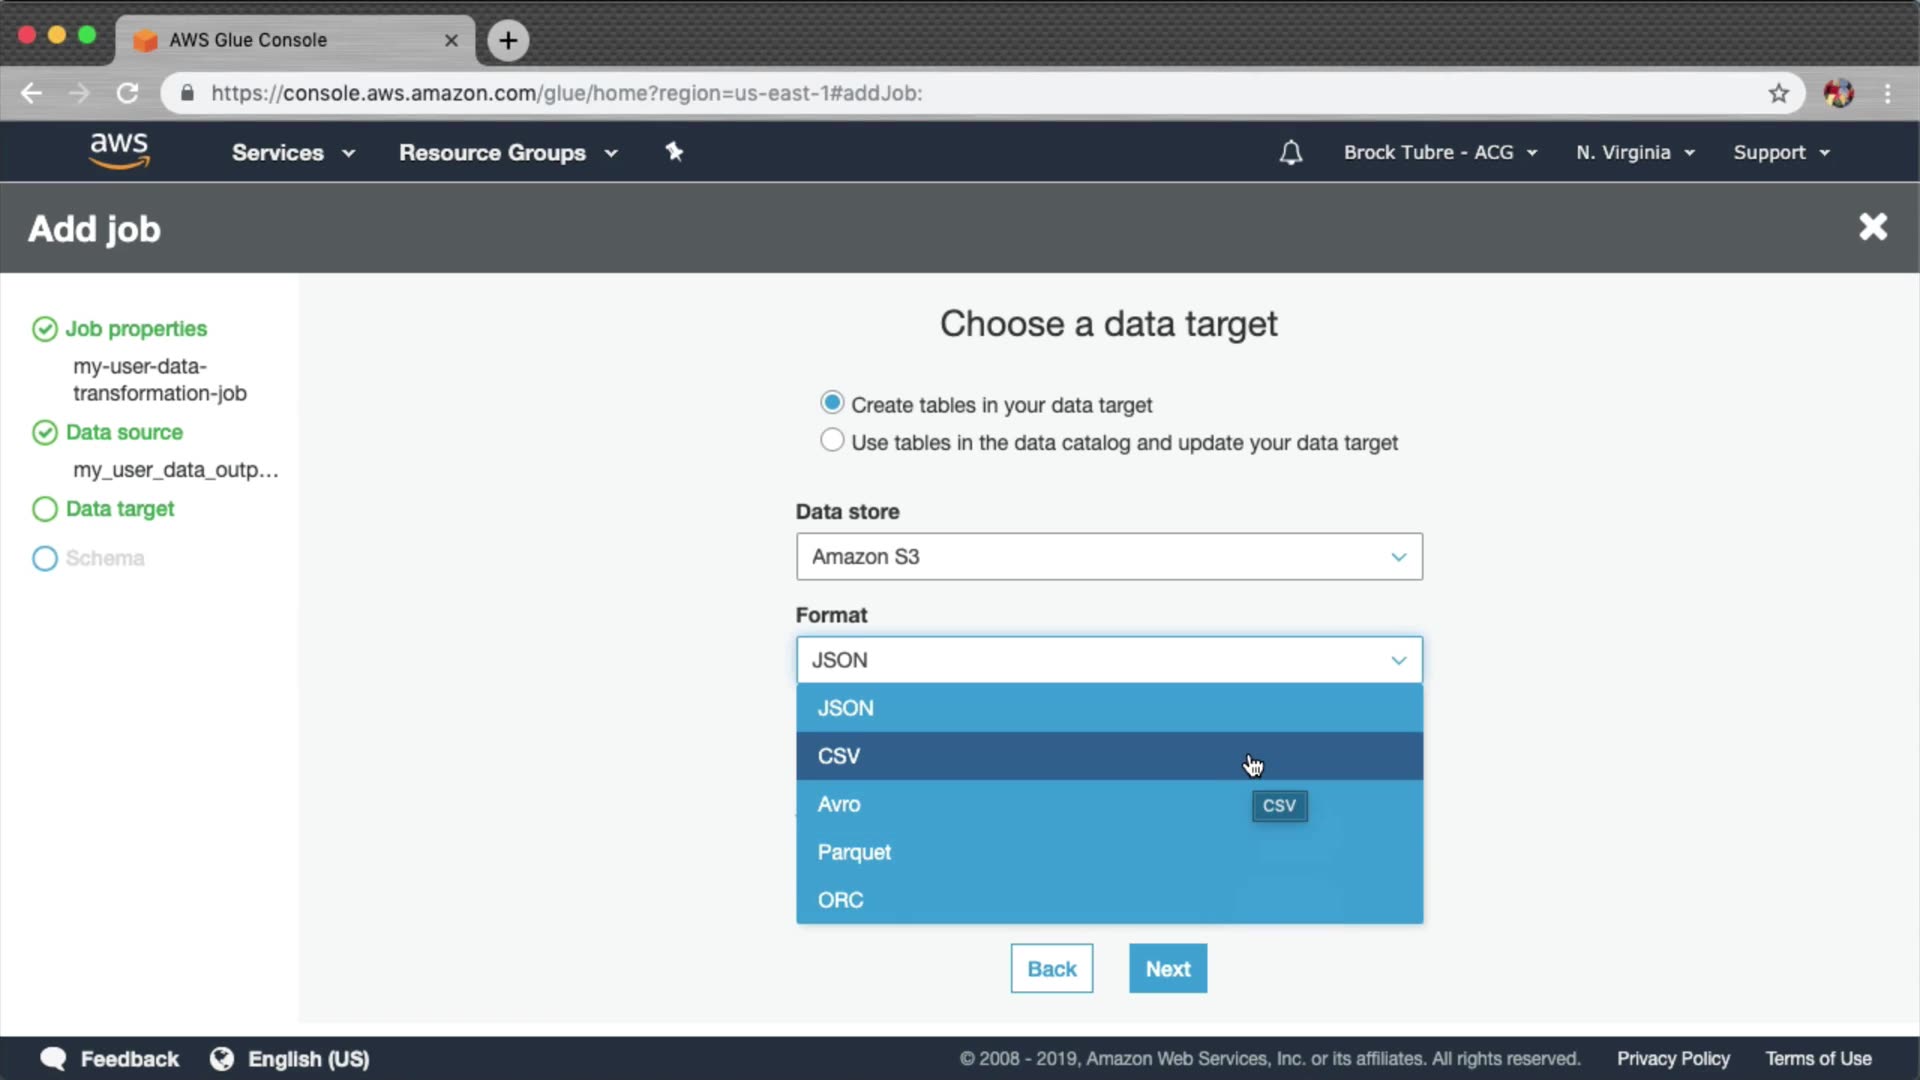 AWS Glue Console
https://console.aws.amazon.com/glue/home?region=us-east-1#addJob:
aws
Services
Resource Groups
Brock Tubre - ACG
N. Virginia
Support
Add job
Job properties
my-user-data-
transformation-job
Data source
my_user_data_outp...
Data target
Schema
Choose a data target
Create tables in your data target
Use tables in the data catalog and update your data target
Data store
Amazon S3
Format
JSON
JSON
CSV
Avro
CSV
Parquet
ORC
Back
Next
Feedback
English (US)
© 2008 - 2019, Amazon Web Services, Inc. or its affiliates. All rights reserved.
Privacy Policy
Terms of Use